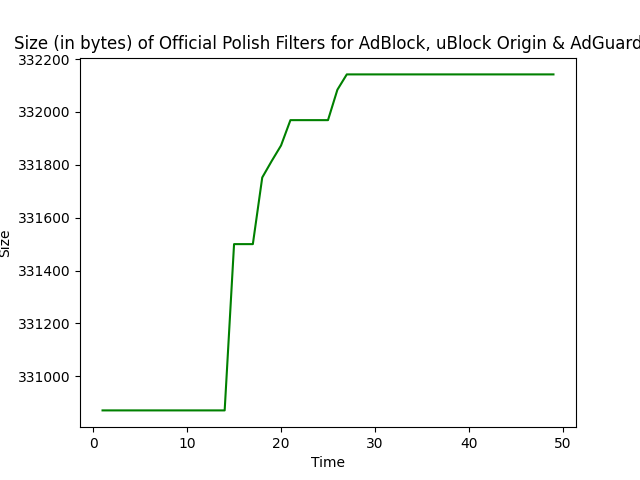 Size (in bytes) of Official Polish Filters for AdBlock, uBlock Origin & AdGuard
332200
332000
331800
331600
331400
331200
331000
Size
0 10 20 30 40 50
Time